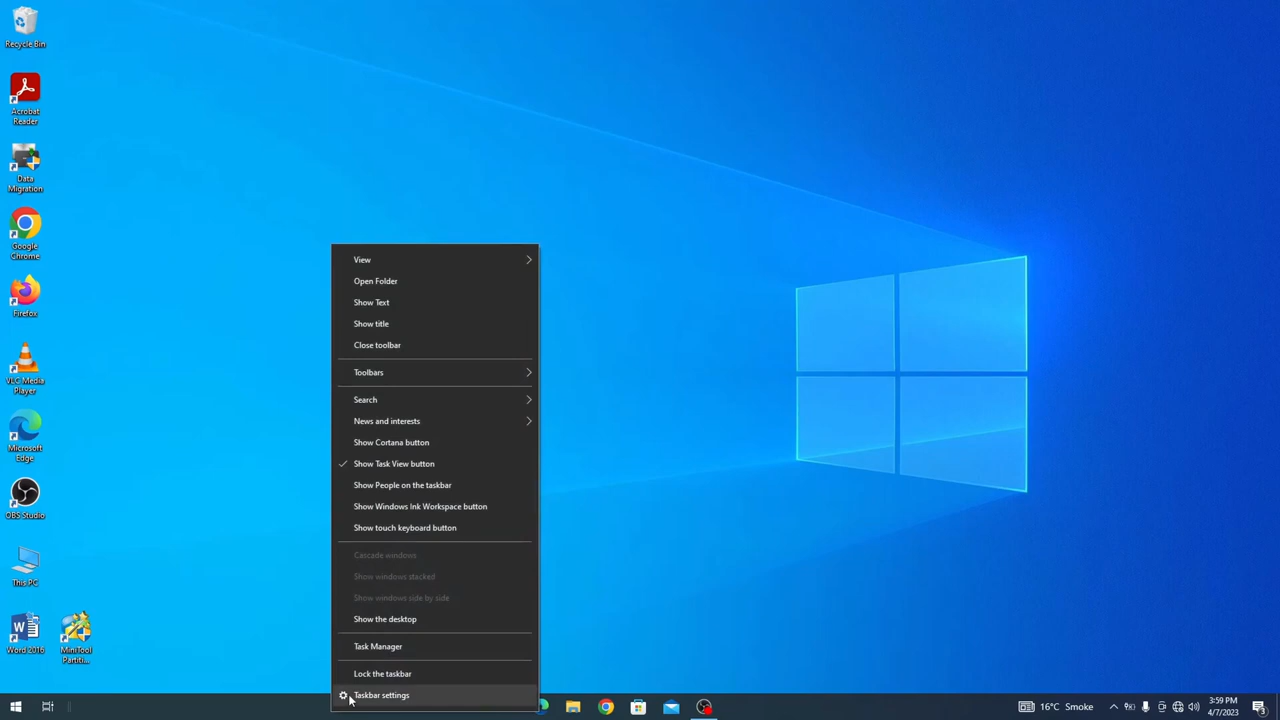 Recycle Bin
Acrobat
Reader
Data
Migration
Google
Chrome
Firefox
VLC Media
Player
Microsoft
Edge
OBS Studio
This PC
Word 2016
MiniTool
Partiti...
View
Open Folder
Show Text
Show title
Close toolbar
Toolbars
Search
News and interests
Show Cortana button
Show Task View button
Show People on the taskbar
Show Windows Ink Workspace button
Show touch keyboard button
Cascade windows
Show windows stacked
Show windows side by side
Show the desktop
Task Manager
Lock the taskbar
Taskbar settings
16°C Smoke
3:59 PM
4/7/2023